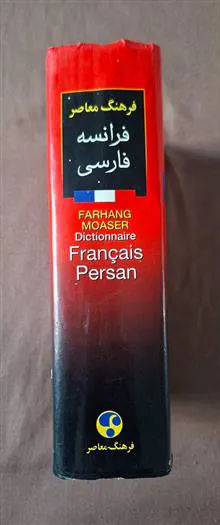 فرهنگ معاصر
فرانسه
فارسی
FARHANG
MOASER
Dictionnaire
Français
Persan
فرهنگ معاصر